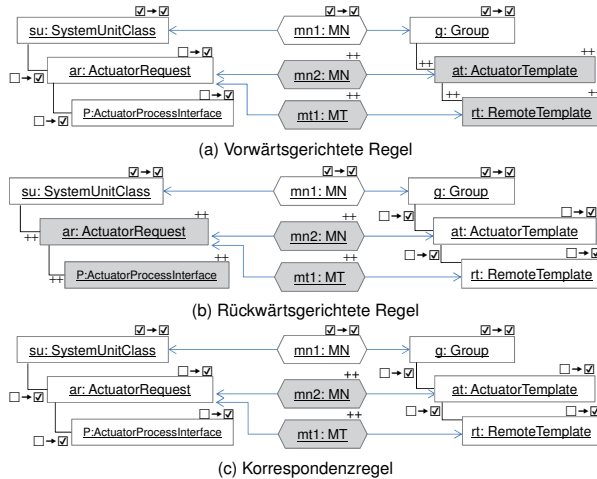 ☑→☑ ☑→☑ ☑→☑
su: SystemUnitClass mn1: MN g: Group
☐→☑ ++ ++
☐→☑ ar: ActuatorRequest mn2: MN ++ at: ActuatorTemplate
☐→☑ ++ ++ ++
☐→☑ P:ActuatorProcessInterface mt1: MT rt: RemoteTemplate
(a) Vorwärtsgerichtete Regel
☑→☑ ☑→☑ ☑→☑
su: SystemUnitClass mn1: MN g: Group
++ ++ ☐→☑ ☐→☑
++ ar: ActuatorRequest mn2: MN at: ActuatorTemplate
++ ++ ☐→☑ ☐→☑
++ P:ActuatorProcessInterface mt1: MT rt: RemoteTemplate
(b) Rückwärtsgerichtete Regel
☑→☑ ☑→☑ ☑→☑
su: SystemUnitClass mn1: MN g: Group
☐→☑ ++ ☐→☑ ☐→☑
☐→☑ ar: ActuatorRequest mn2: MN at: ActuatorTemplate
☐→☑ ++ ☐→☑ ☐→☑
☐→☑ P:ActuatorProcessInterface mt1: MT rt: RemoteTemplate
(c) Korrespondenzregel